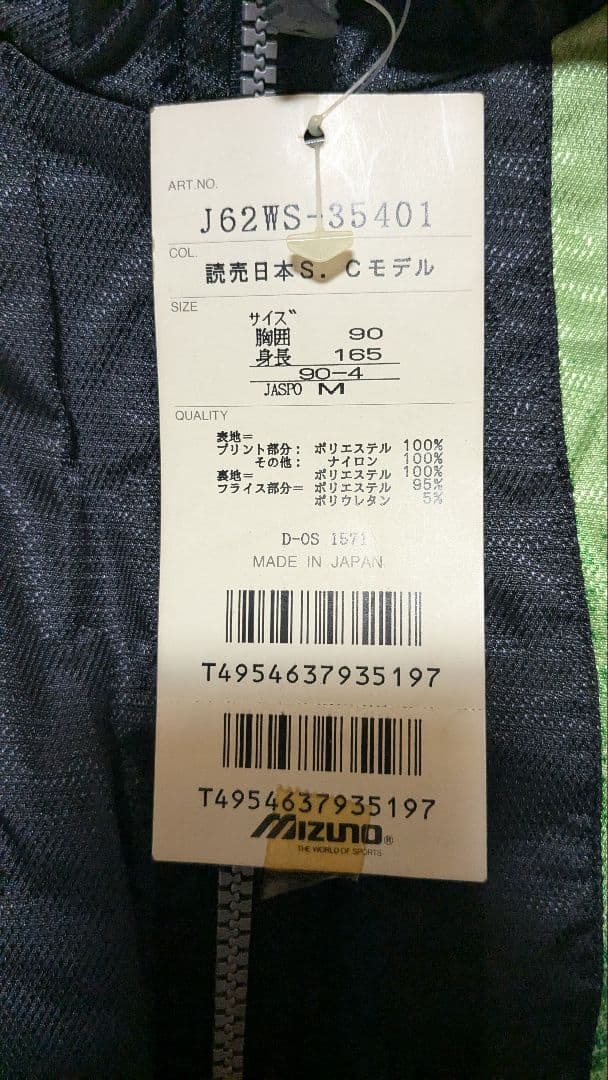 ART.NO.
J62WS-35401
COL.
読売日本S.Cモデル
SIZE
サイズ
胸囲 90
身長 165
90-4
JASPO M
QUALITY
表地=
プリント部分: ポリエステル 100%
その他: ナイロン 100%
裏地= ポリエステル 100%
フライス部分= ポリエステル 95%
ポリウレタン 5%
D-OS 1571
MADE IN JAPAN
T4954637935197
T4954637935197
MIZUNO®
THE WORLD OF SPORTS